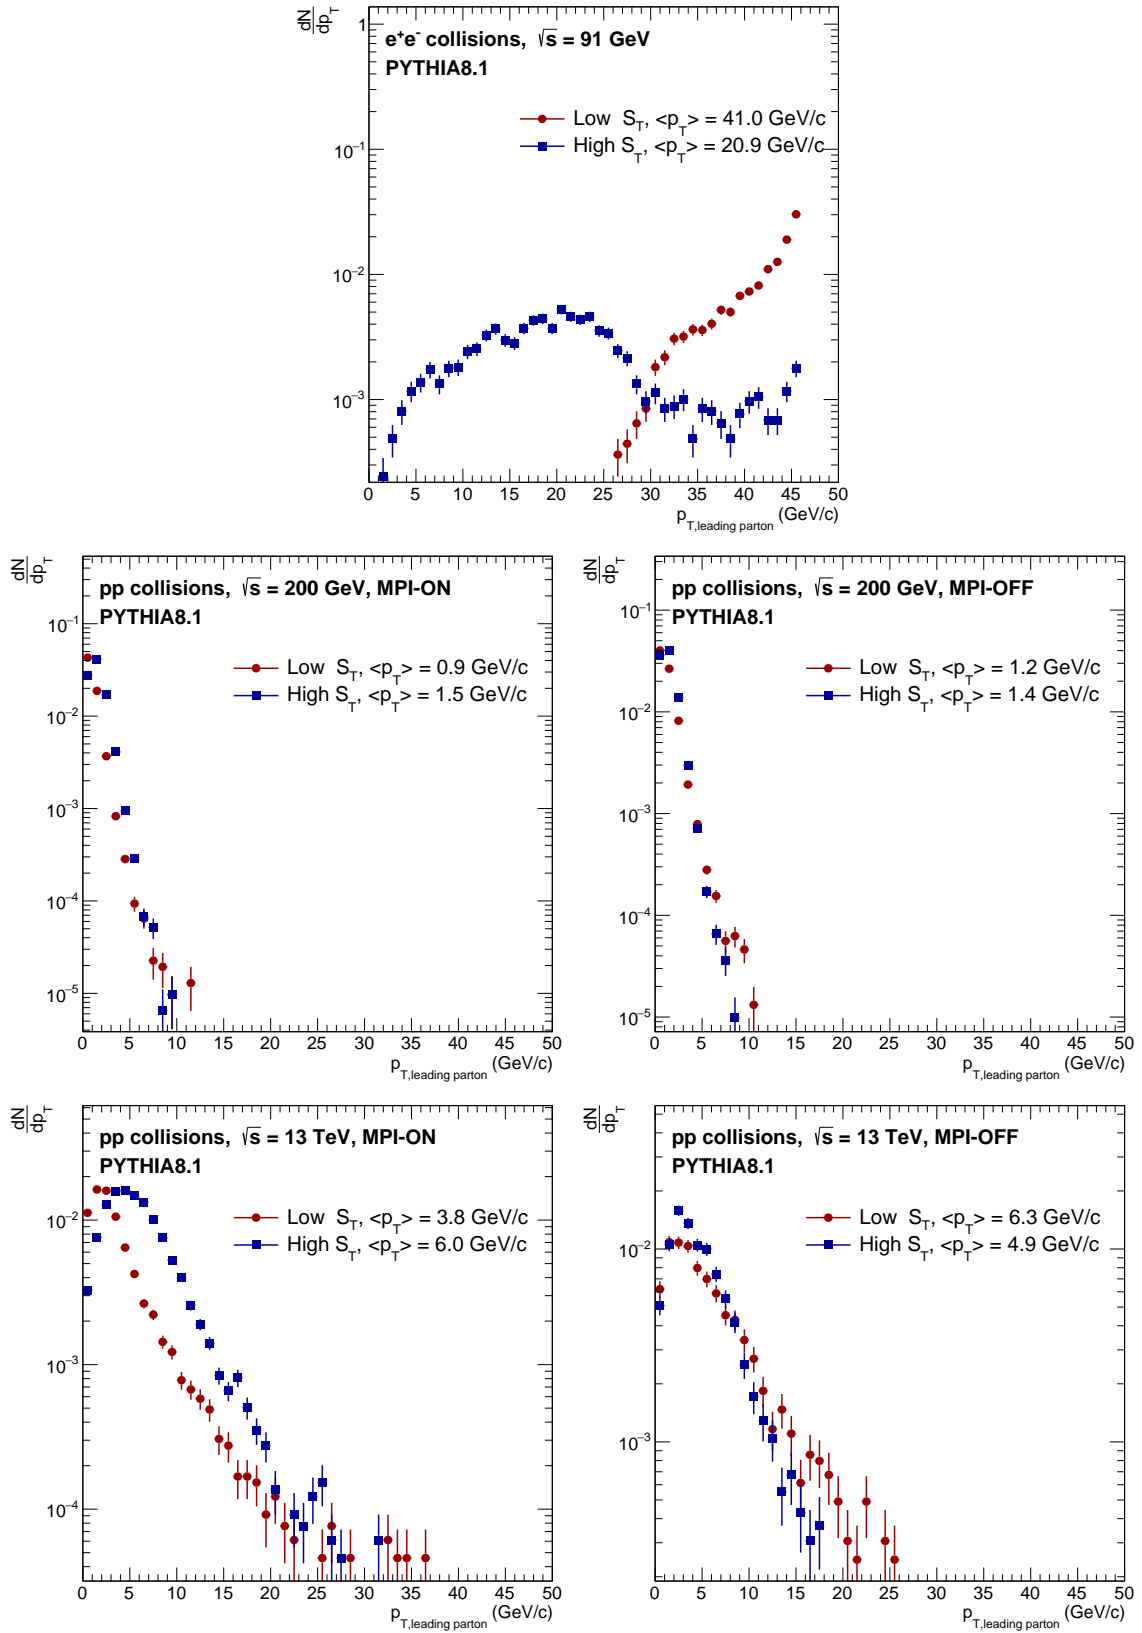 dN
dp_T
e⁺e⁻ collisions, √s = 91 GeV
PYTHIA8.1
Low S_T, <p_T> = 41.0 GeV/c
High S_T, <p_T> = 20.9 GeV/c
1
10⁻¹
10⁻²
10⁻³
0 5 10 15 20 25 30 35 40 45 50
p_T,leading parton (GeV/c)
dN
dp_T
pp collisions, √s = 200 GeV, MPI-ON
PYTHIA8.1
Low S_T, <p_T> = 0.9 GeV/c
High S_T, <p_T> = 1.5 GeV/c
10⁻¹
10⁻²
10⁻³
10⁻⁴
10⁻⁵
0 5 10 15 20 25 30 35 40 45 50
p_T,leading parton (GeV/c)
dN
dp_T
pp collisions, √s = 200 GeV, MPI-OFF
PYTHIA8.1
Low S_T, <p_T> = 1.2 GeV/c
High S_T, <p_T> = 1.4 GeV/c
10⁻¹
10⁻²
10⁻³
10⁻⁴
10⁻⁵
0 5 10 15 20 25 30 35 40 45 50
p_T,leading parton (GeV/c)
dN
dp_T
pp collisions, √s = 13 TeV, MPI-ON
PYTHIA8.1
Low S_T, <p_T> = 3.8 GeV/c
High S_T, <p_T> = 6.0 GeV/c
10⁻²
10⁻³
10⁻⁴
0 5 10 15 20 25 30 35 40 45 50
p_T,leading parton (GeV/c)
dN
dp_T
pp collisions, √s = 13 TeV, MPI-OFF
PYTHIA8.1
Low S_T, <p_T> = 6.3 GeV/c
High S_T, <p_T> = 4.9 GeV/c
10⁻²
10⁻³
0 5 10 15 20 25 30 35 40 45 50
p_T,leading parton (GeV/c)